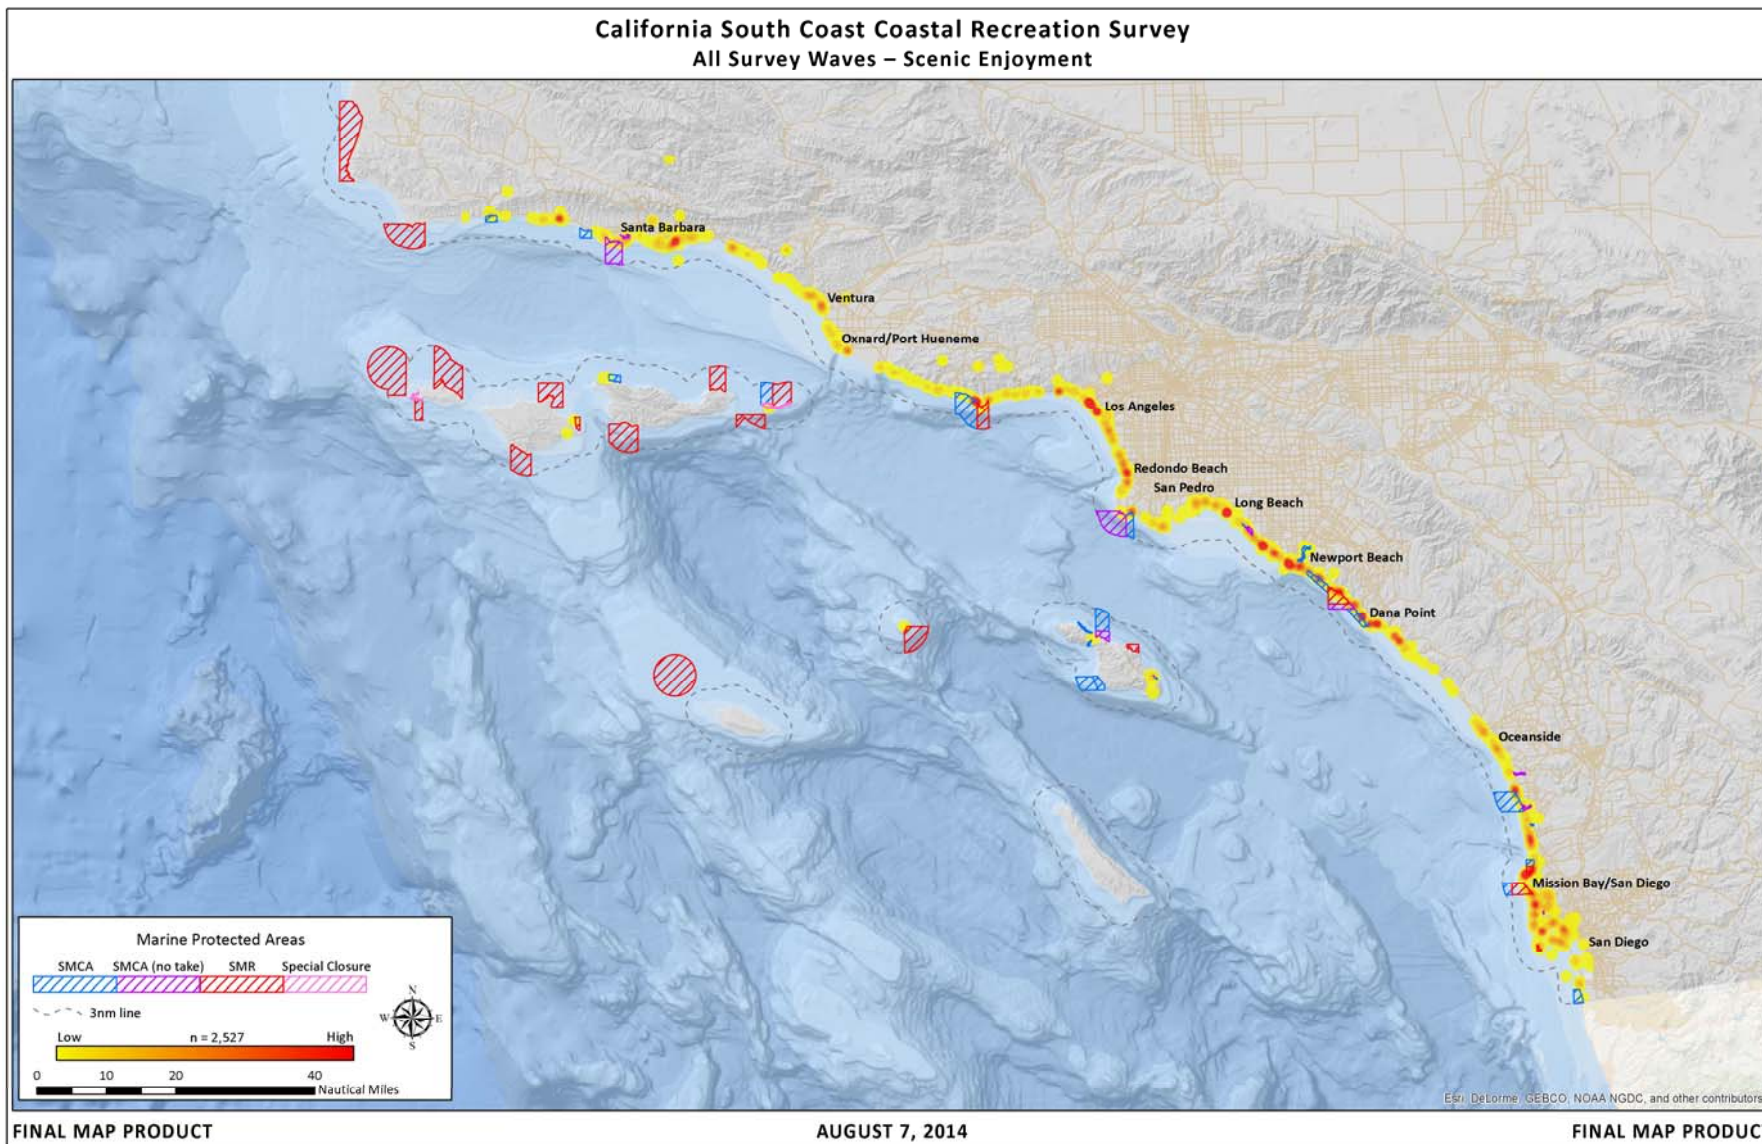 California South Coast Coastal Recreation Survey
All Survey Waves – Scenic Enjoyment
Santa Barbara
Ventura
Oxnard/Port Hueneme
Los Angeles
Redondo Beach
San Pedro
Long Beach
Newport Beach
Dana Point
Oceanside
Mission Bay/San Diego
San Diego
Marine Protected Areas
SMCA SMCA (no take) SMR Special Closure
3nm line
Low n = 2,527 High
0 10 20 40
Nautical Miles
N
W E
S
Esri, DeLorme, GEBCO, NOAA NGDC, and other contributors
FINAL MAP PRODUCT AUGUST 7, 2014 FINAL MAP PRODUC